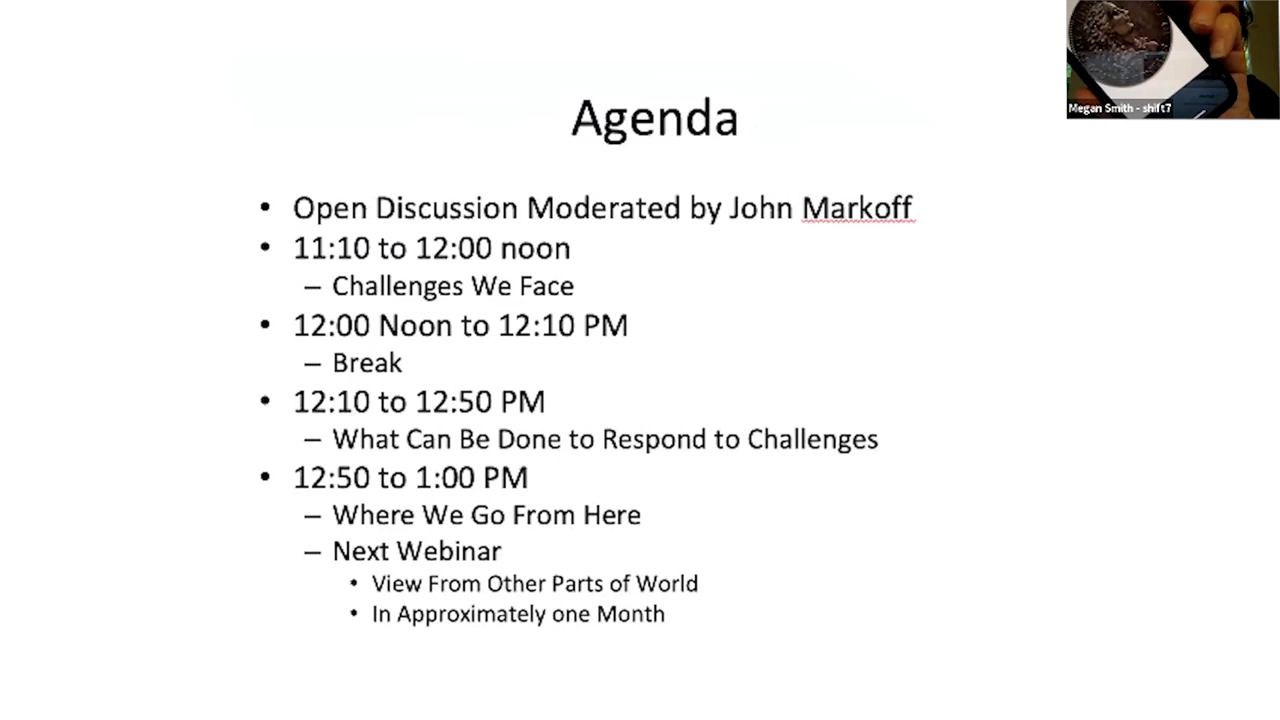 Agenda
• Open Discussion Moderated by John Markoff
• 11:10 to 12:00 noon
– Challenges We Face
• 12:00 Noon to 12:10 PM
– Break
• 12:10 to 12:50 PM
– What Can Be Done to Respond to Challenges
• 12:50 to 1:00 PM
– Where We Go From Here
– Next Webinar
• View From Other Parts of World
• In Approximately one Month
Megan Smith - shift7